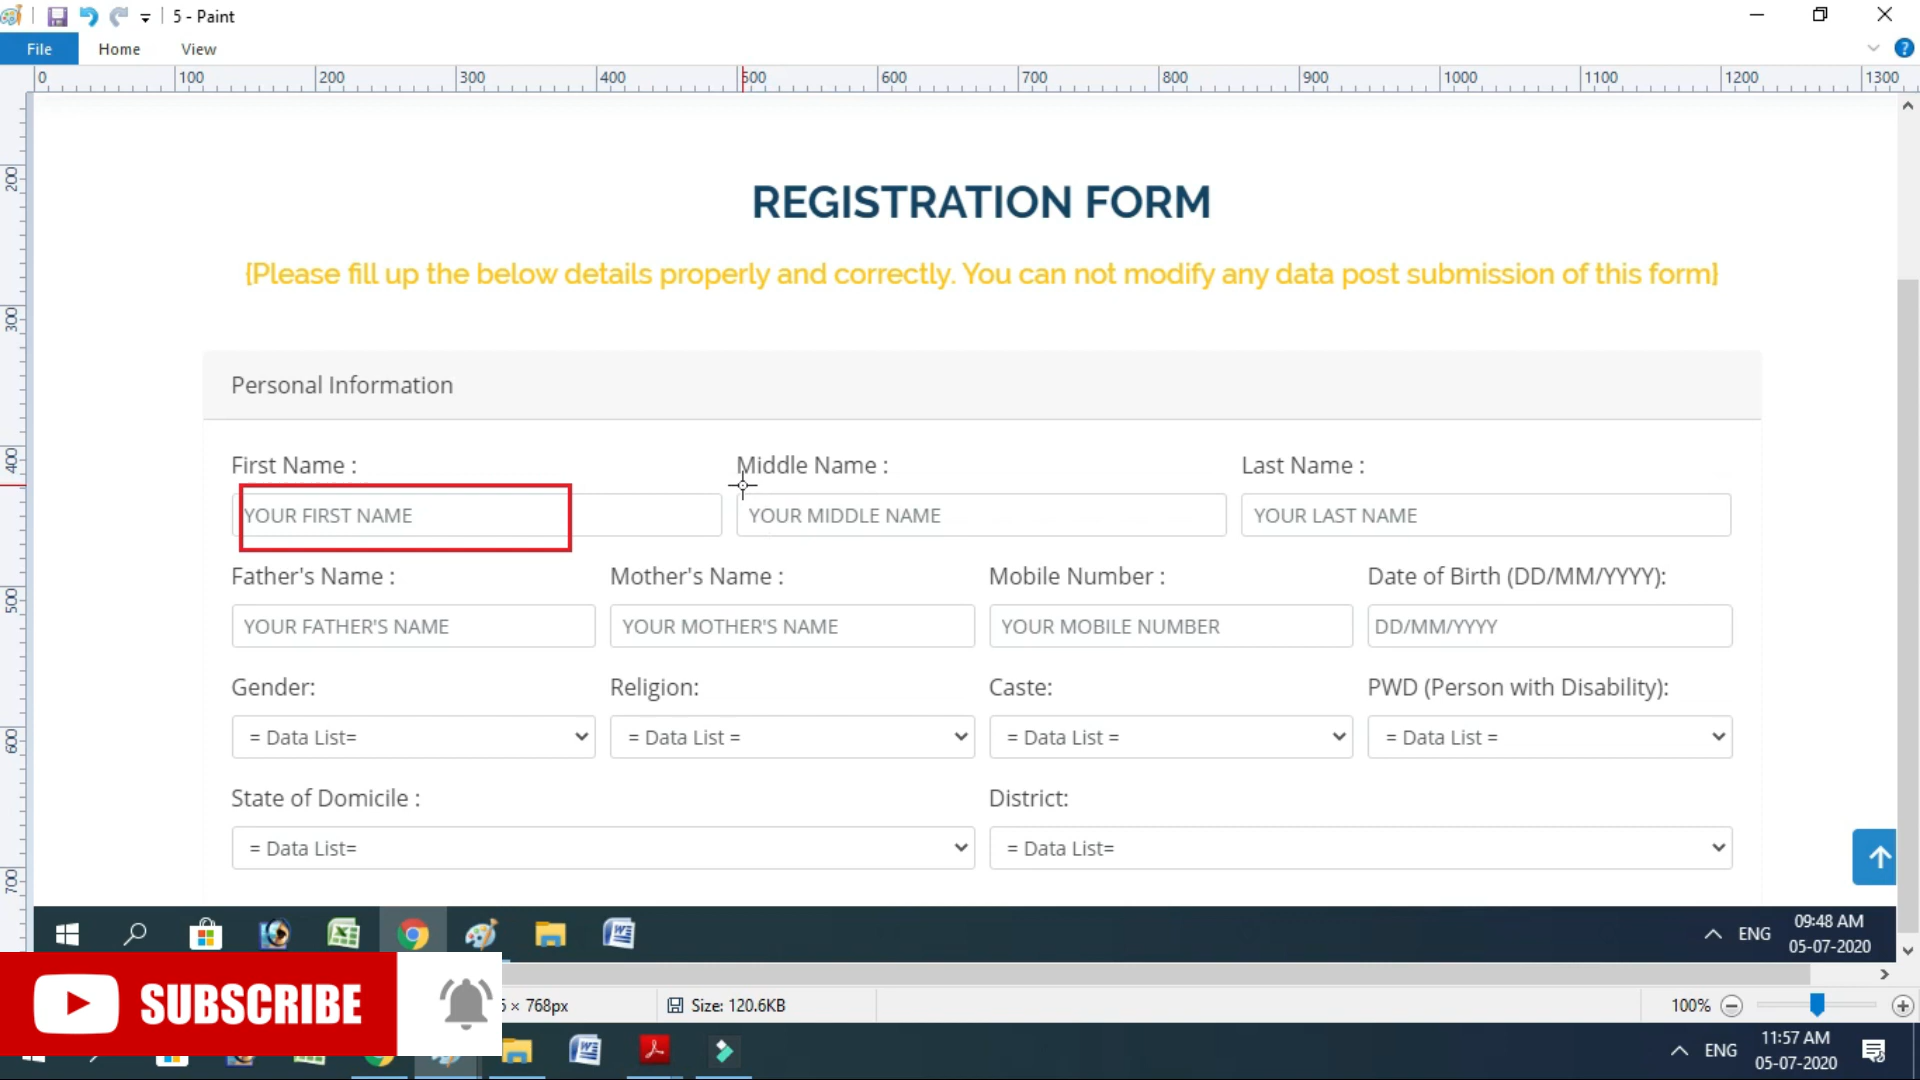 5 - Paint
File Home View
0 100 200 300 400 500 600 700 800 900 1000 1100 1200 1300
200
300
400
500
600
700
REGISTRATION FORM
{Please fill up the below details properly and correctly. You can not modify any data post submission of this form}
Personal Information
First Name : Middle Name : Last Name :
YOUR FIRST NAME YOUR MIDDLE NAME YOUR LAST NAME
Father's Name : Mother's Name : Mobile Number : Date of Birth (DD/MM/YYYY):
YOUR FATHER'S NAME YOUR MOTHER'S NAME YOUR MOBILE NUMBER DD/MM/YYYY
Gender: Religion: Caste: PWD (Person with Disability):
= Data List= = Data List = = Data List = = Data List =
State of Domicile : District:
= Data List= = Data List=
ENG 09:48 AM
05-07-2020
SUBSCRIBE
× 768px Size: 120.6KB 100%
ENG 11:57 AM
05-07-2020